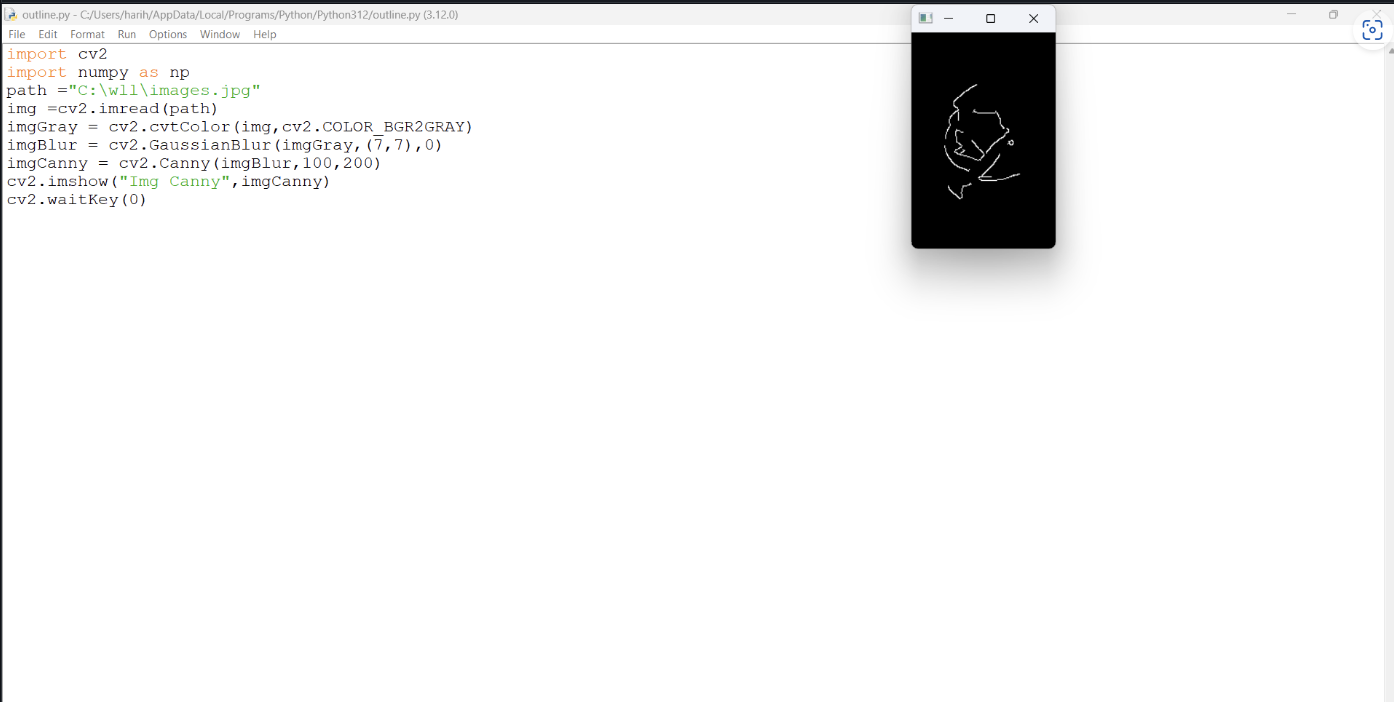 outline.py - C:/Users/harih/AppData/Local/Programs/Python/Python312/outline.py (3.12.0)
File Edit Format Run Options Window Help
import cv2
import numpy as np
path ="C:\wll\images.jpg"
img =cv2.imread(path)
imgGray = cv2.cvtColor(img,cv2.COLOR_BGR2GRAY)
imgBlur = cv2.GaussianBlur(imgGray,(7,7),0)
imgCanny = cv2.Canny(imgBlur,100,200)
cv2.imshow("Img Canny",imgCanny)
cv2.waitKey(0)